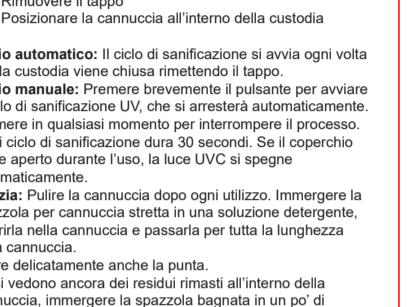 Rimuovere il tappo
Posizionare la cannuccia all'interno della custodia
io automatico: Il ciclo di sanificazione si avvia ogni volta
la custodia viene chiusa rimettendo il tappo.
io manuale: Premere brevemente il pulsante per avviare
lo di sanificazione UV, che si arresterà automaticamente.
mere in qualsiasi momento per interrompere il processo.
i ciclo di sanificazione dura 30 secondi. Se il coperchio
e aperto durante l'uso, la luce UVC si spegne
maticamente.
zia: Pulire la cannuccia dopo ogni utilizzo. Immergere la
zzola per cannuccia stretta in una soluzione detergente,
rirla nella cannuccia e passarla per tutta la lunghezza
a cannuccia.
re delicatamente anche la punta.
i vedono ancora dei residui rimasti all'interno della
nuccia, immergere la spazzola bagnata in un po' di